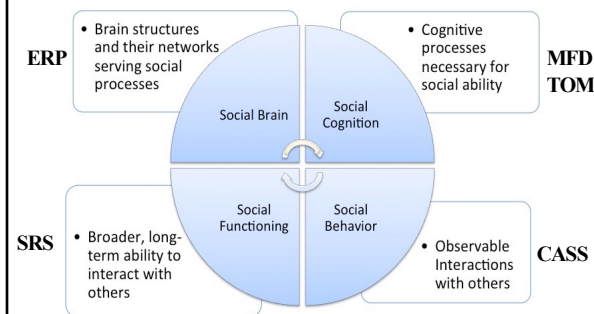 ERP
• Brain structures
and their networks
serving social
processes
Social Brain
• Cognitive
processes
necessary for
social ability
MFD
TOM
Social
Cognition
SRS
• Broader, long-
term ability to
interact with
others
Social
Functioning
Social
Behavior
• Observable
Interactions
with others
CASS